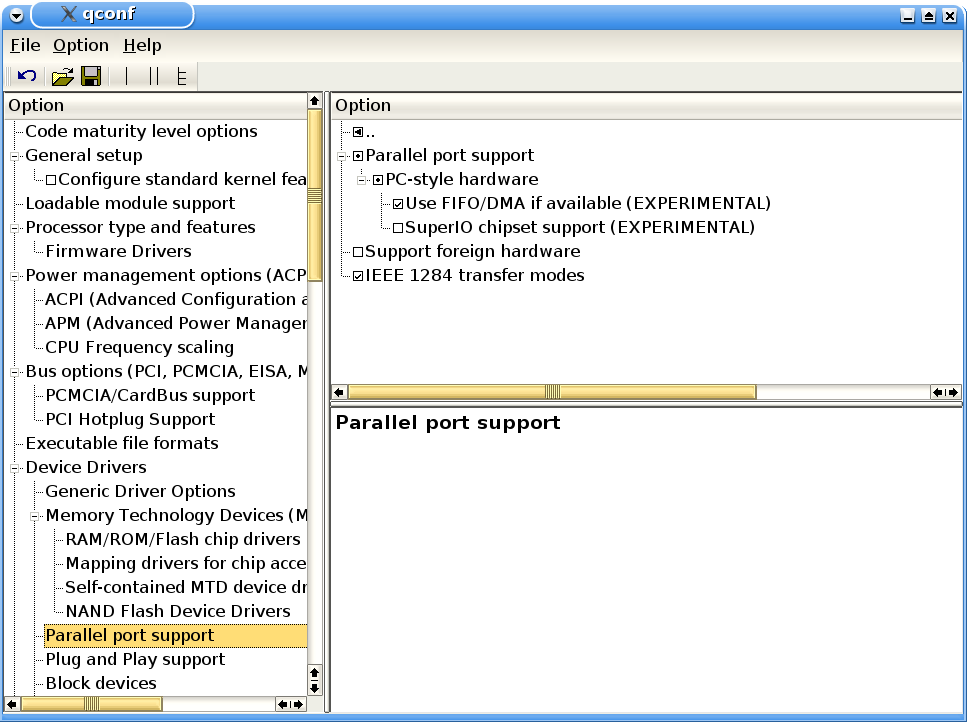 qconf
File Option Help
Option
Code maturity level options
General setup
Configure standard kernel fea
Loadable module support
Processor type and features
Firmware Drivers
Power management options (ACP
ACPI (Advanced Configuration a
APM (Advanced Power Manager
CPU Frequency scaling
Bus options (PCI, PCMCIA, EISA, M
PCMCIA/CardBus support
PCI Hotplug Support
Executable file formats
Device Drivers
Generic Driver Options
Memory Technology Devices (M
RAM/ROM/Flash chip drivers
Mapping drivers for chip acce
Self-contained MTD device dr
NAND Flash Device Drivers
Parallel port support
Plug and Play support
Block devices
Option
..
Parallel port support
PC-style hardware
Use FIFO/DMA if available (EXPERIMENTAL)
SuperIO chipset support (EXPERIMENTAL)
Support foreign hardware
IEEE 1284 transfer modes
Parallel port support